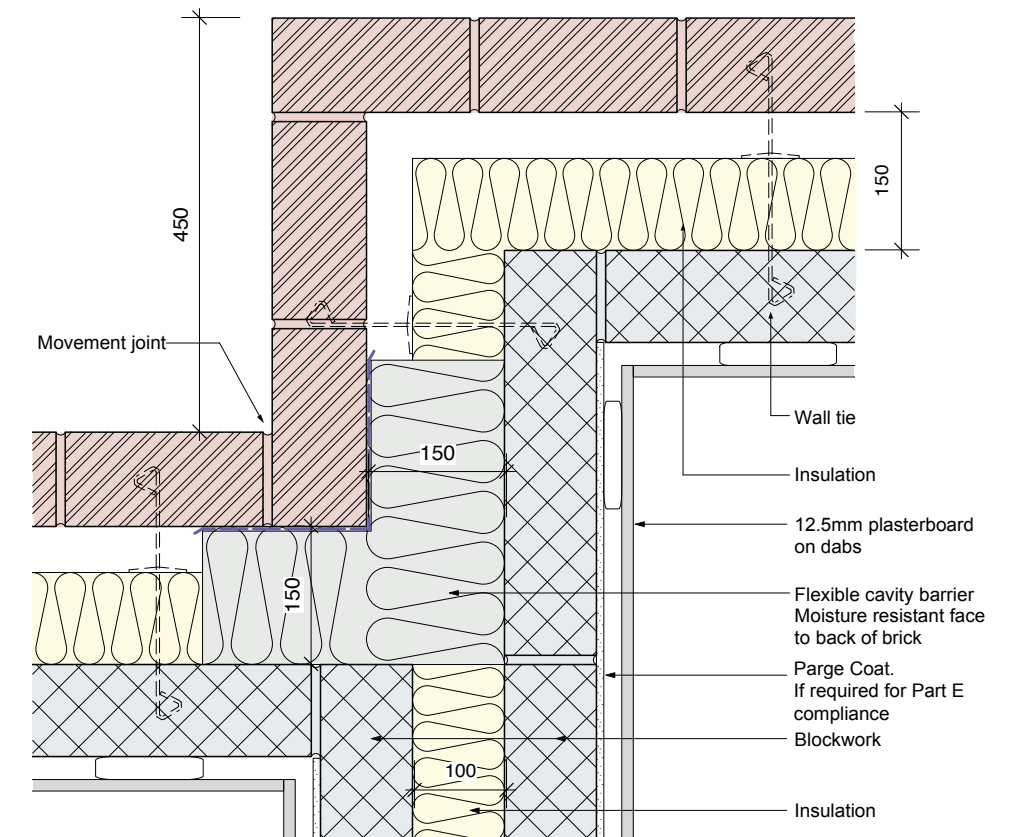 450
150
Movement joint
Wall tie
150
Insulation
12.5mm plasterboard
on dabs
150
Flexible cavity barrier
Moisture resistant face
to back of brick
Parge Coat.
If required for Part E
compliance
Blockwork
100
Insulation